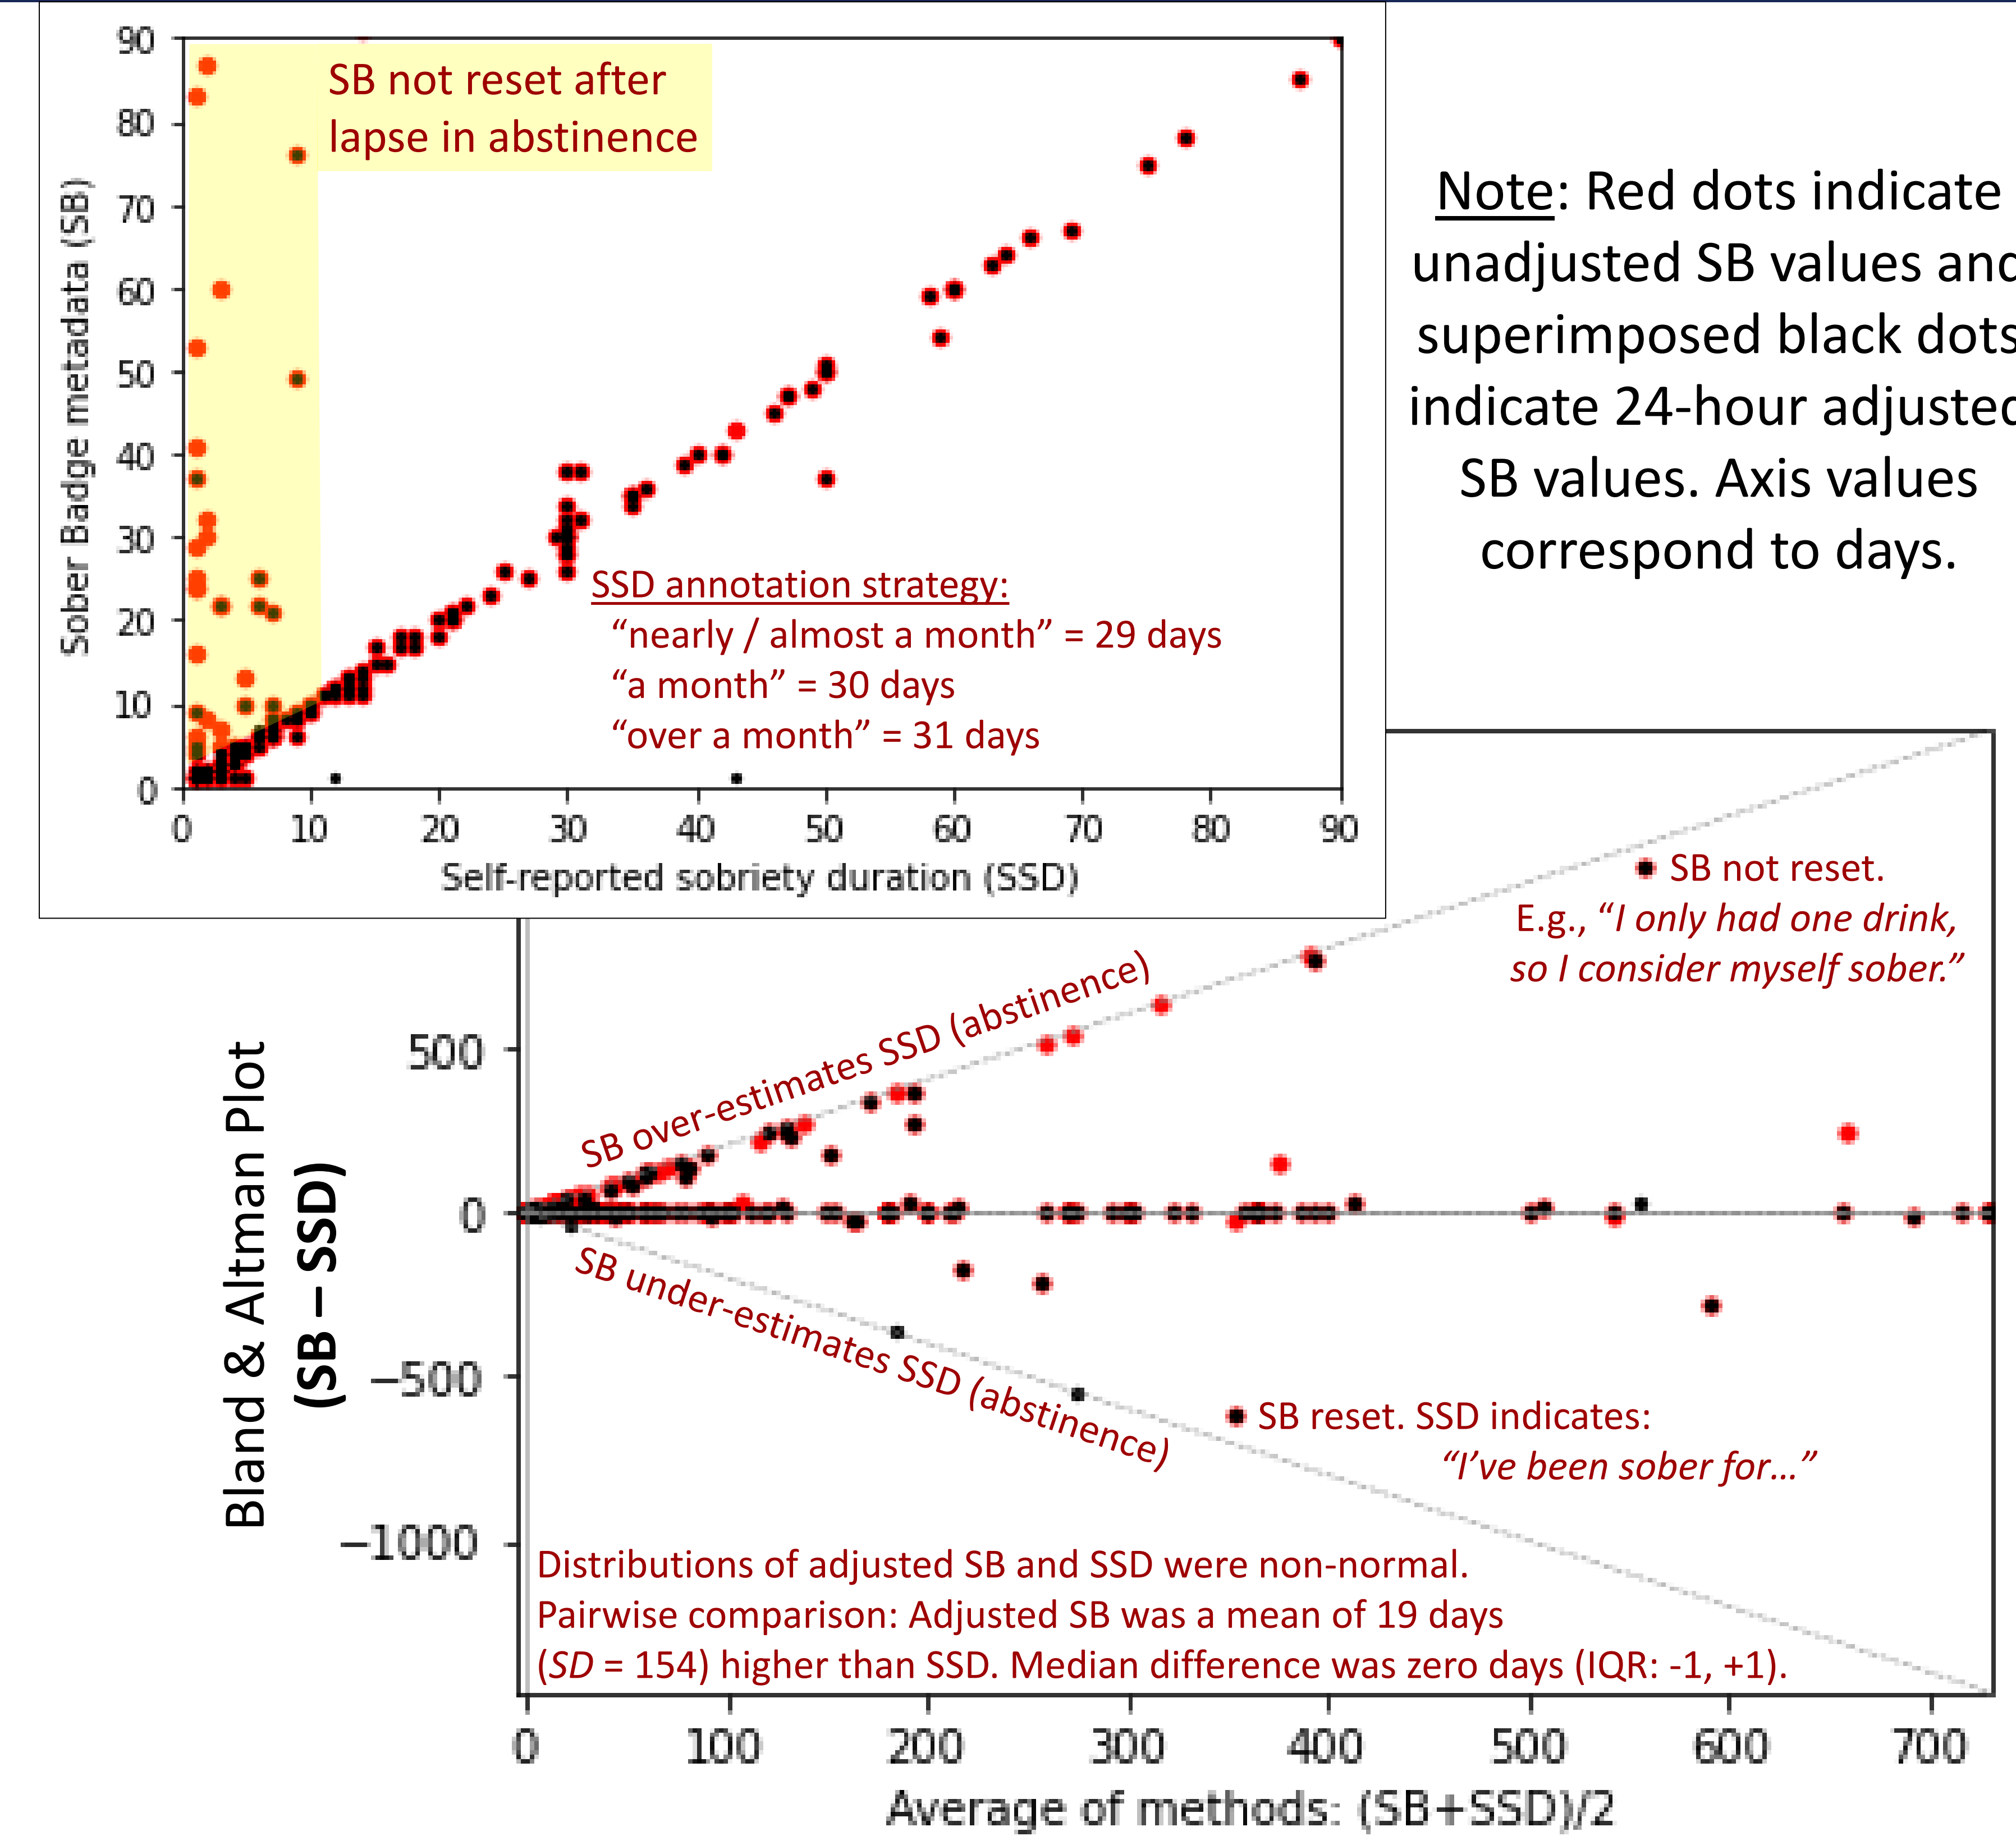 90
80
70
60
50
40
30
20
10
0
Sober Badge metadata (SB)
SB not reset after
lapse in abstinence
SSD annotation strategy:
“nearly / almost a month” = 29 days
“a month” = 30 days
“over a month” = 31 days
0 10 20 30 40 50 60 70 80 90
Self-reported sobriety duration (SSD)
Note: Red dots indicate
unadjusted SB values and
superimposed black dots
indicate 24-hour adjusted
SB values. Axis values
correspond to days.
Bland & Altman Plot
(SB – SSD)
500
0
−500
−1000
SB not reset.
E.g., “I only had one drink,
so I consider myself sober.”
SB over-estimates SSD (abstinence)
SB under-estimates SSD (abstinence)
SB reset. SSD indicates:
“I’ve been sober for…”
Distributions of adjusted SB and SSD were non-normal.
Pairwise comparison: Adjusted SB was a mean of 19 days
(SD = 154) higher than SSD. Median difference was zero days (IQR: -1, +1).
0 100 200 300 400 500 600 700
Average of methods: (SB+SSD)/2